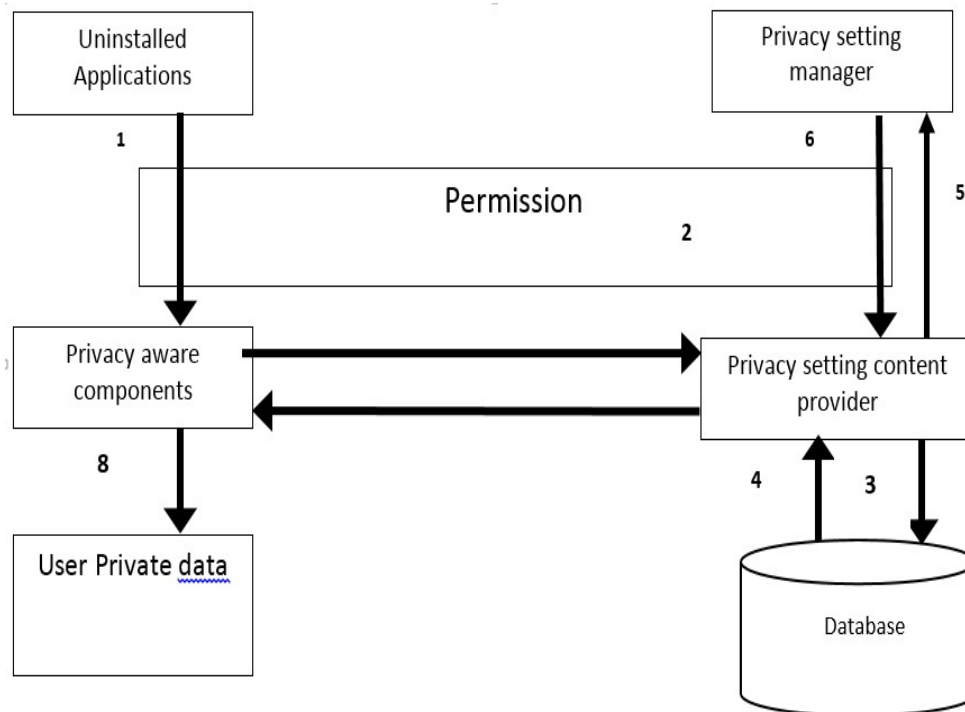 Uninstalled
Applications
Privacy setting
manager
1
6
5
Permission
2
Privacy aware
components
Privacy setting content
provider
8
4
3
User Private data
Database